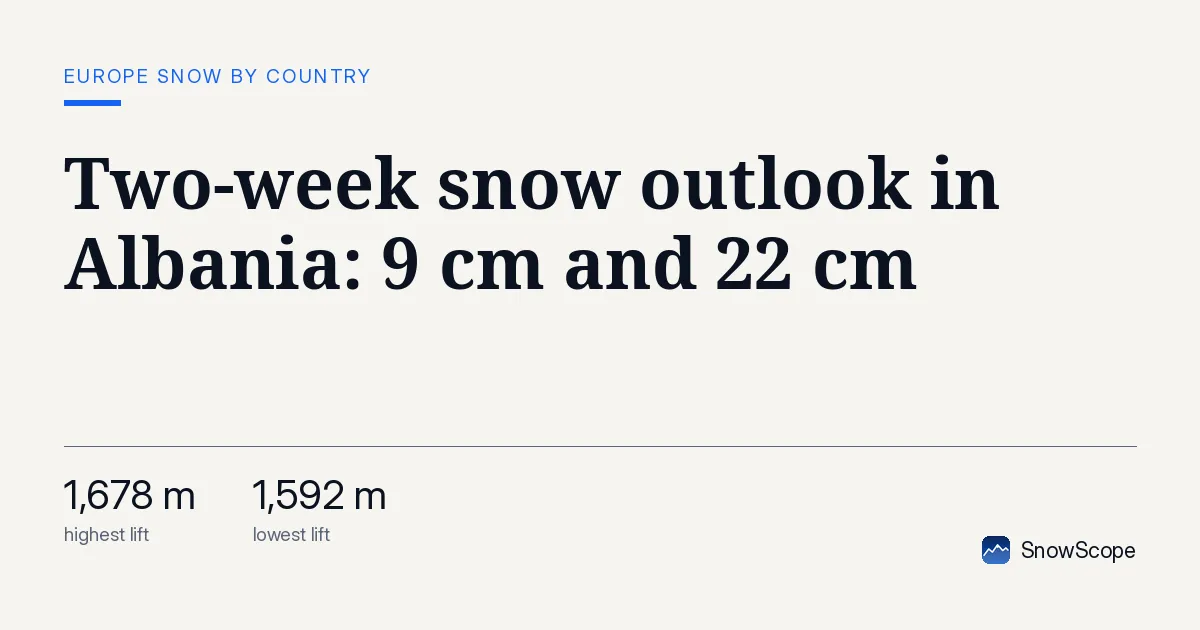 EUROPE SNOW BY COUNTRY
Two-week snow outlook in
Albania: 9 cm and 22 cm
1,678 m
highest lift
1,592 m
lowest lift
SnowScope